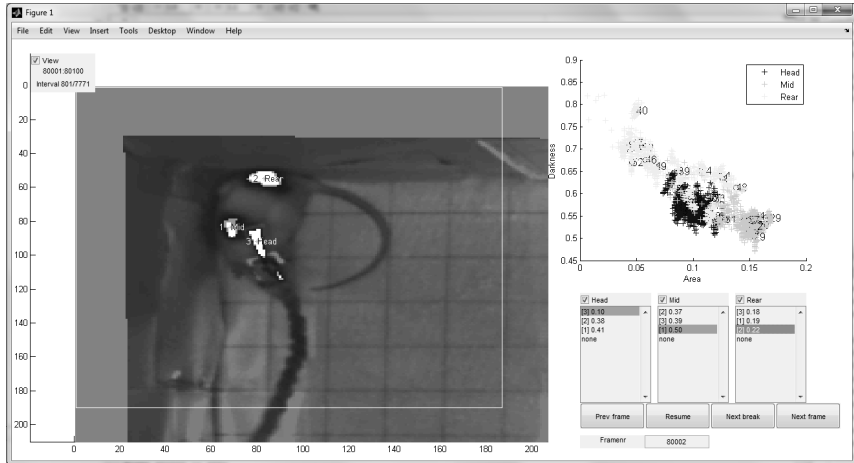 Figure 1
File Edit View Insert Tools Desktop Window Help
View
80001:80100
Interval 801/7771
0
20
40
60
80
100
120
140
160
180
200
0 20 40 60 80 100 120 140 160 180 200
2 Rear
1 Mid
3 Head
0.9
0.85
0.8
0.75
0.7
0.65
0.6
0.55
0.5
0.45
Darkness
0 0.05 0.1 0.15 0.2
Area
+ Head
+ Mid
+ Rear
40
46
49
39
48
29
Head
[3] 0.10
[2] 0.38
[1] 0.41
none
Mid
[2] 0.37
[3] 0.39
[1] 0.50
none
Rear
[3] 0.18
[1] 0.19
[2] 0.22
none
Prev frame Resume Next break Next frame
Framenr 80002